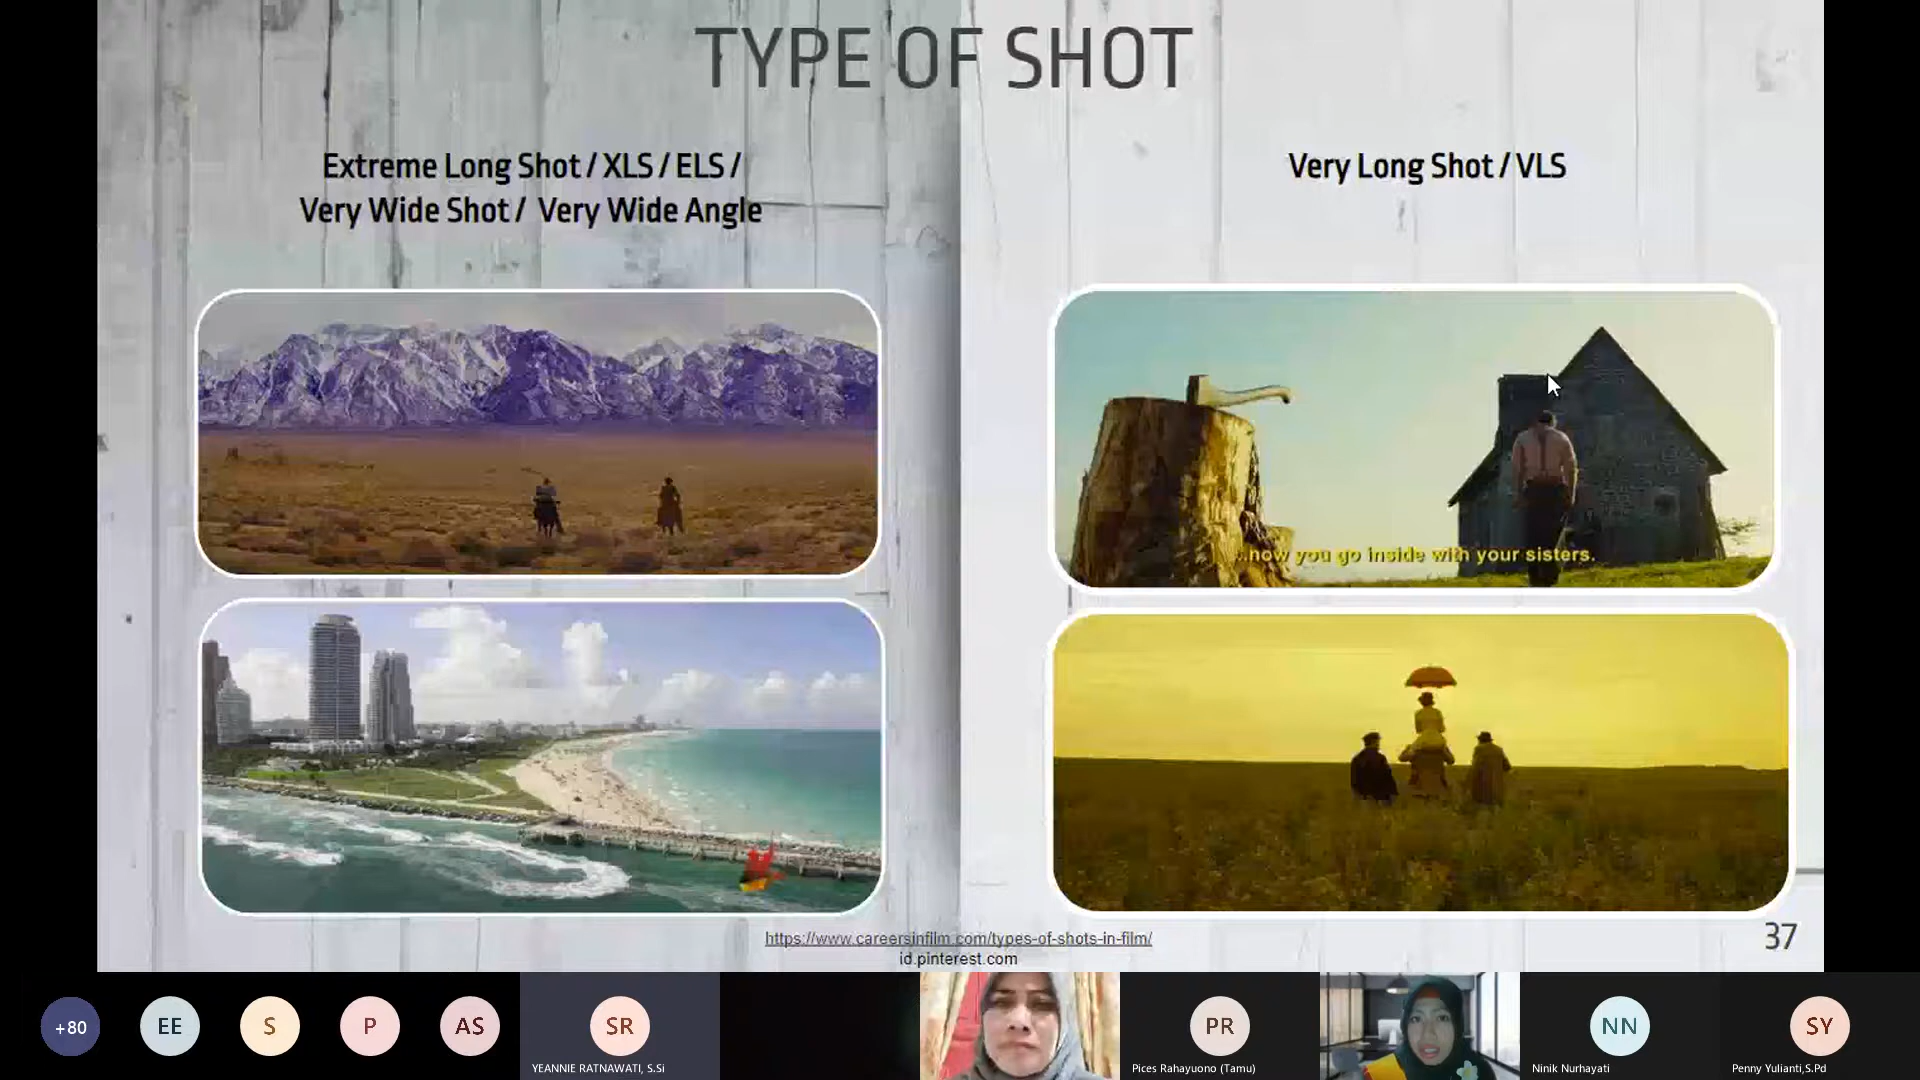 TYPE OF SHOT
Extreme Long Shot / XLS / ELS /
Very Wide Shot / Very Wide Angle
Very Long Shot / VLS
...now you go inside with your sisters.
https://www.careersinfilm.com/types-of-shots-in-film/
id.pinterest.com
37
+80
EE
S
P
AS
SR
YEANNIE RATNAWATI, S.Si
PR
Pices Rahayuono (Tamu)
NN
Ninik Nurhayati
SY
Penny Yulianti,S.Pd